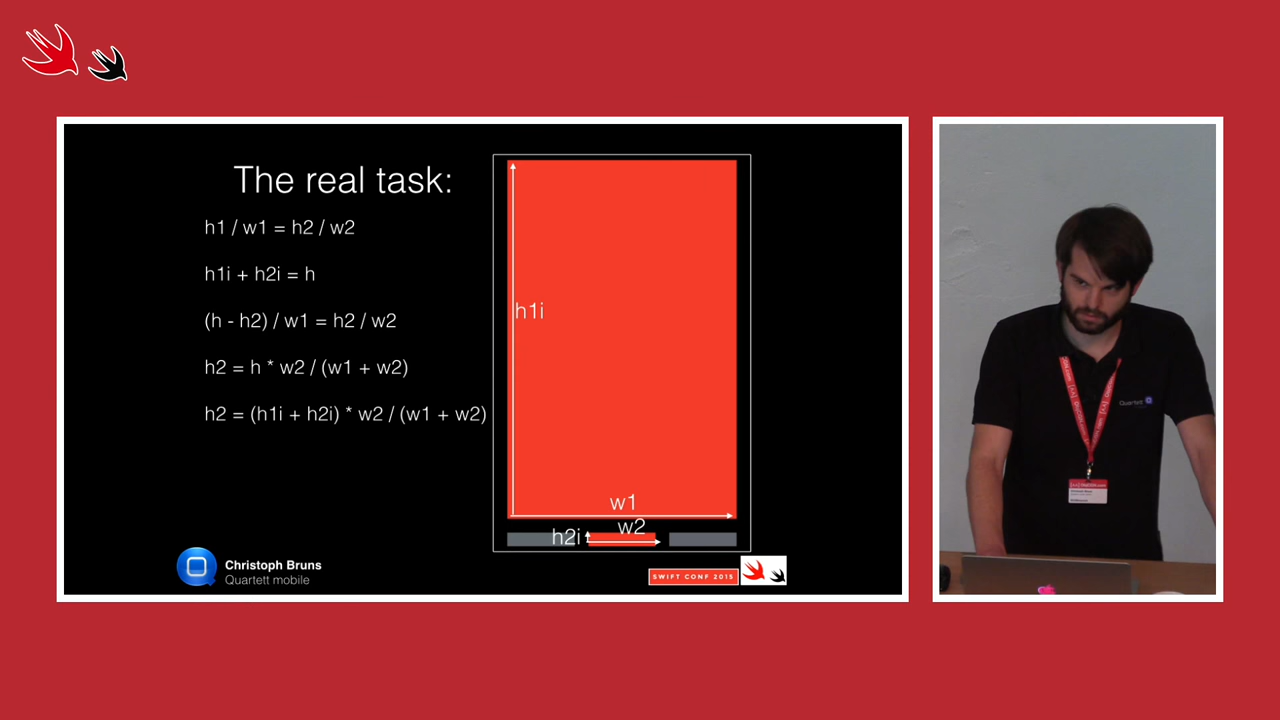 The real task:
h1 / w1 = h2 / w2
h1i + h2i = h
(h - h2) / w1 = h2 / w2
h2 = h * w2 / (w1 + w2)
h2 = (h1i + h2i) * w2 / (w1 + w2)
h1i
w1
w2
h2i
Christoph Bruns
Quartett mobile
SWIFT CONF 2015
Quartett